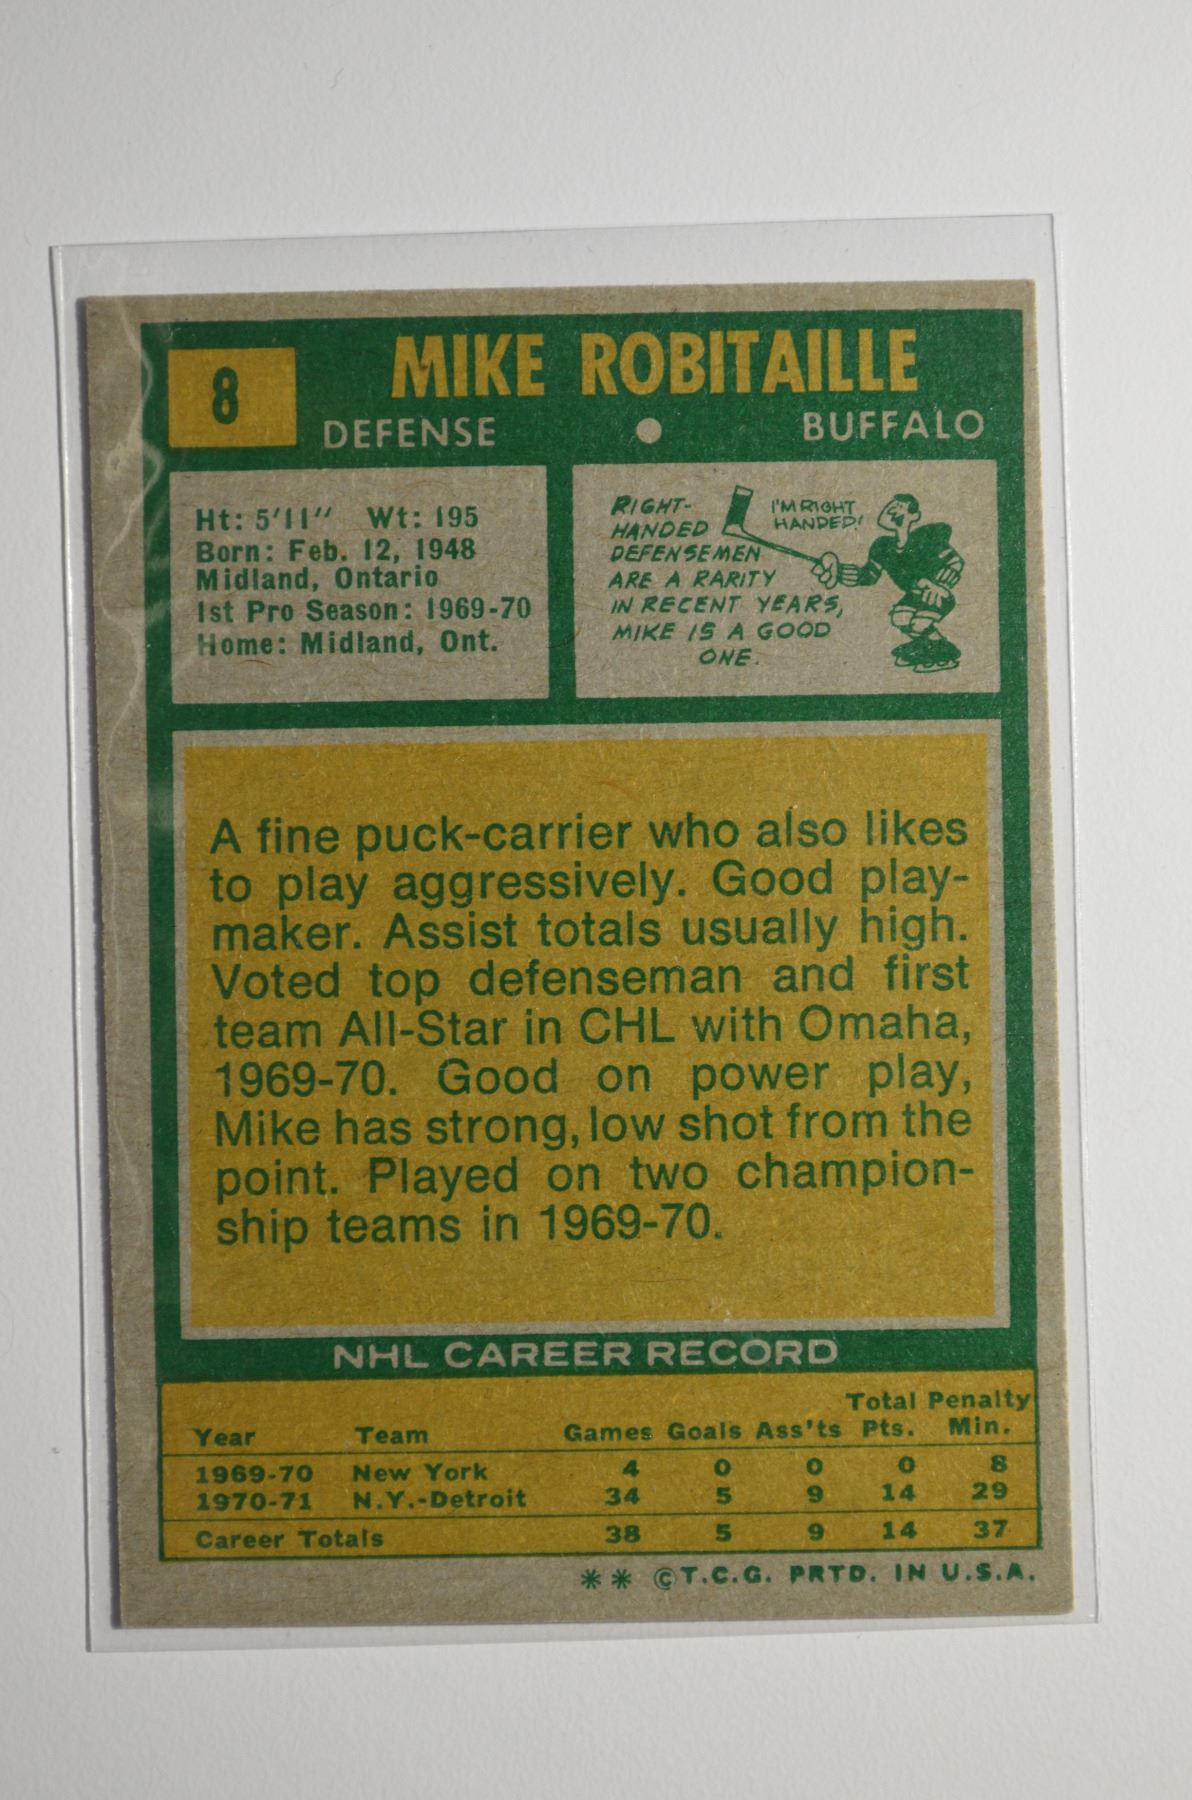 8
MIKE ROBITAILLE
DEFENSE • BUFFALO
Ht: 5'11" Wt: 195
Born: Feb. 12, 1948
Midland, Ontario
1st Pro Season: 1969-70
Home: Midland, Ont.
RIGHT-
HANDED
DEFENSEMEN
ARE A RARITY
IN RECENT YEARS,
MIKE IS A GOOD
ONE.
I'M RIGHT
HANDED!
A fine puck-carrier who also likes
to play aggressively. Good play-
maker. Assist totals usually high.
Voted top defenseman and first
team All-Star in CHL with Omaha,
1969-70. Good on power play,
Mike has strong, low shot from the
point. Played on two champion-
ship teams in 1969-70.
NHL CAREER RECORD
Total Penalty
Year Team Games Goals Ass'ts Pts. Min.
1969-70 New York 4 0 0 0 8
1970-71 N.Y.-Detroit 34 5 9 14 29
Career Totals 38 5 9 14 37
** ©T.C.G. PRTD. IN U.S.A.